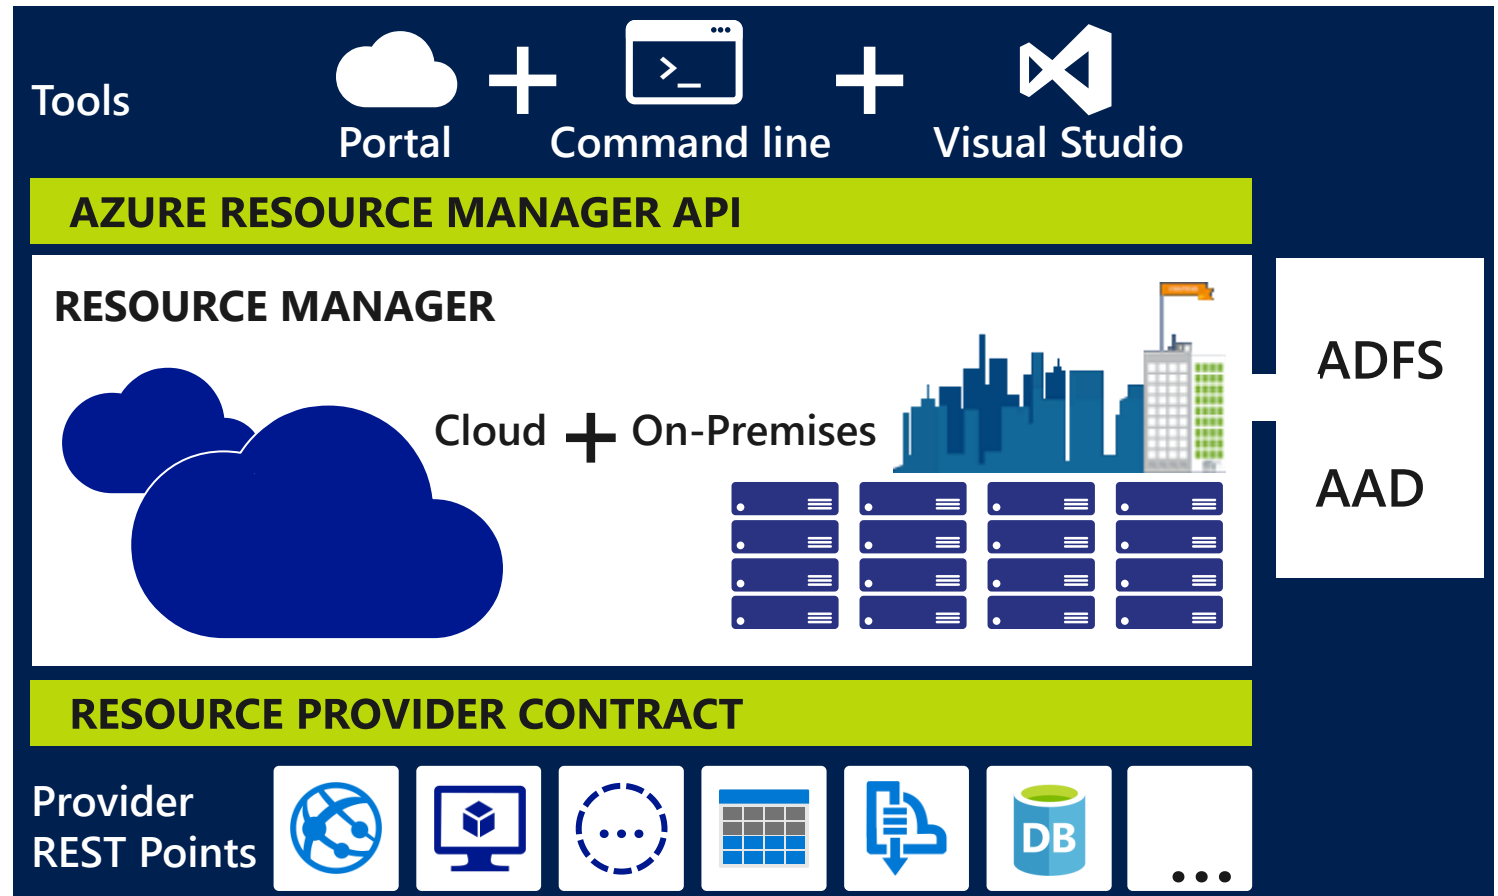 Tools
Portal
Command line
Visual Studio
AZURE RESOURCE MANAGER API
RESOURCE MANAGER
Cloud + On-Premises
ADFS
AAD
RESOURCE PROVIDER CONTRACT
Provider
REST Points
DB
...